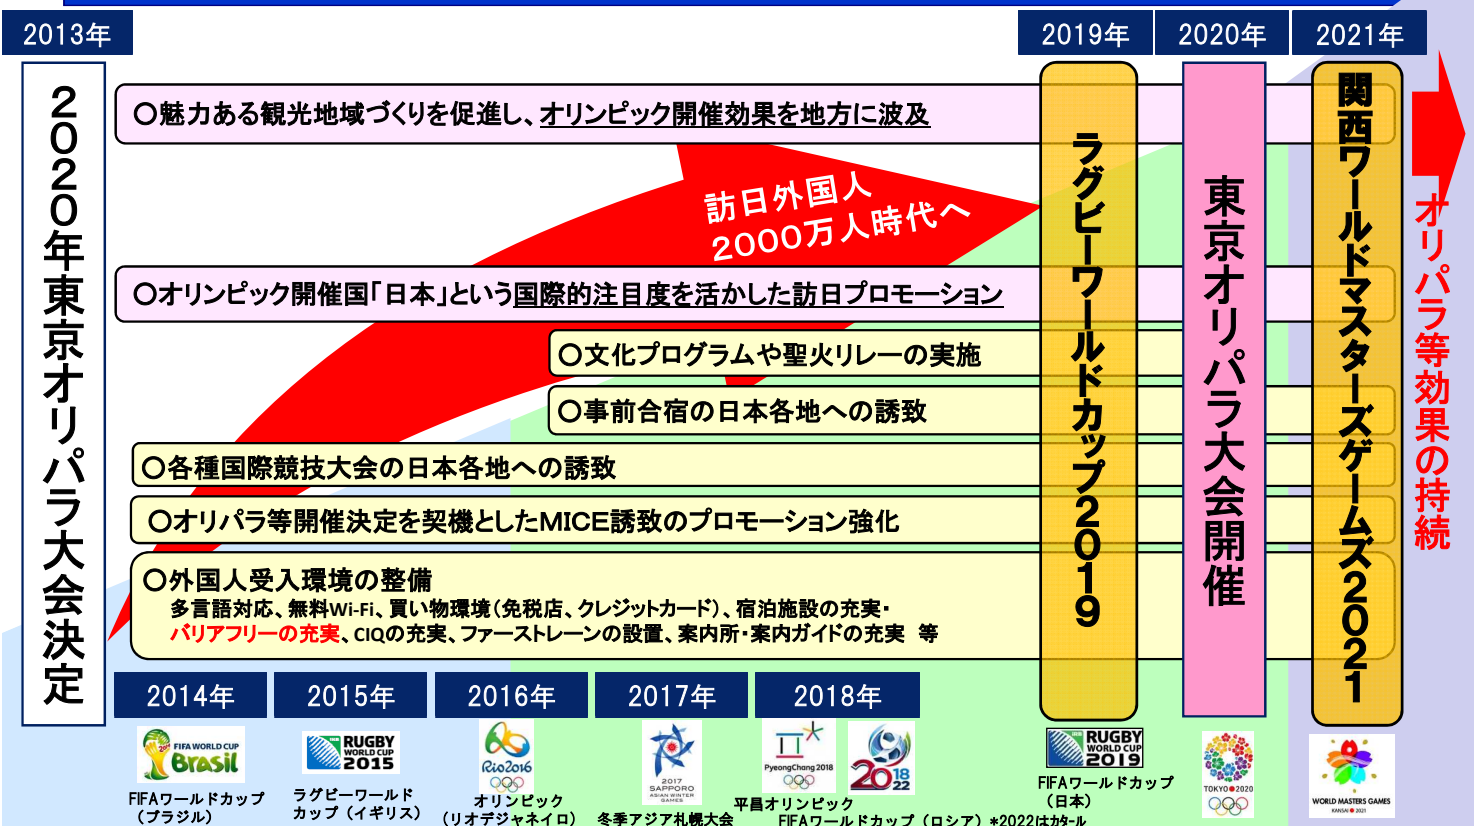 2013年
2019年
2020年
2021年
2020年東京オリパラ大会決定
○魅力ある観光地域づくりを促進し、オリンピック開催効果を地方に波及
訪日外国人
2000万人時代へ
○オリンピック開催国「日本」という国際的注目度を活かした訪日プロモーション
○文化プログラムや聖火リレーの実施
○事前合宿の日本各地への誘致
○各種国際競技大会の日本各地への誘致
○オリパラ等開催決定を契機としたMICE誘致のプロモーション強化
○外国人受入環境の整備
多言語対応、無料Wi-Fi、買い物環境（免税店、クレジットカード）、宿泊施設の充実・
バリアフリーの充実、CIQの充実、ファーストレーンの設置、案内所・案内ガイドの充実 等
ラグビーワールドカップ2019
東京オリパラ大会開催
関西ワールドマスターズゲームズ2021
オリパラ等効果の持続
2014年
2015年
2016年
2017年
2018年
FIFA WORLD CUP
Brasil
FIFAワールドカップ
（ブラジル）
RUGBY
WORLD CUP
2015
ラグビーワールド
カップ（イギリス）
Rio2016
オリンピック
（リオデジャネイロ）
2017
SAPPORO
ASIAN WINTER
GAMES
冬季アジア札幌大会
PyeongChang 2018
平昌オリンピック
2018
22
FIFAワールドカップ（ロシア）*2022はｶﾀｰﾙ
RUGBY
WORLD CUP
2019
FIFAワールドカップ
（日本）
TOKYO●2020
WORLD MASTERS GAMES
KANSAI●2021